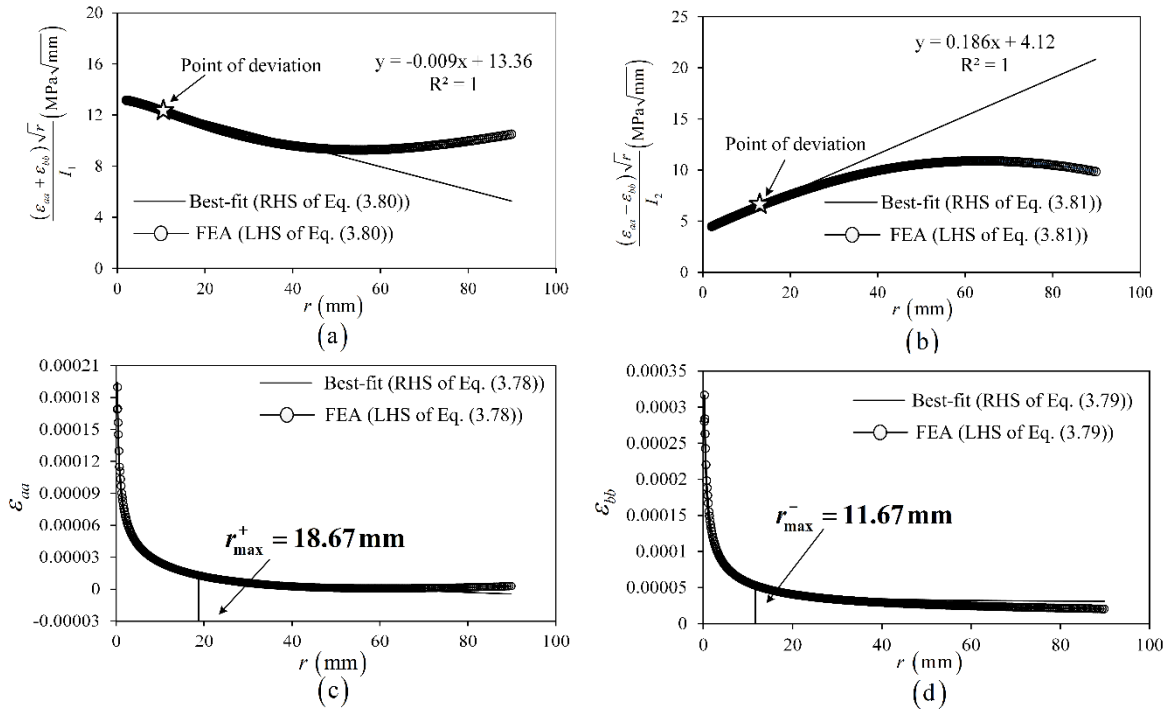 20
16
12
8
4
0
(ε_aa + ε_bb)√r / I₁ (MPa√mm)
Point of deviation
y = -0.009x + 13.36
R² = 1
Best-fit (RHS of Eq. (3.80))
FEA (LHS of Eq. (3.80))
0 20 40 60 80 100
r (mm)
(a)
25
20
15
10
5
0
(ε_aa − ε_bb)√r / I₂ (MPa√mm)
y = 0.186x + 4.12
R² = 1
Point of deviation
Best-fit (RHS of Eq. (3.81))
FEA (LHS of Eq. (3.81))
0 20 40 60 80 100
r (mm)
(b)
0.00021
0.00018
0.00015
0.00012
0.00009
0.00006
0.00003
0
-0.00003
ε_aa
Best-fit (RHS of Eq. (3.78))
FEA (LHS of Eq. (3.78))
r⁺_max = 18.67 mm
0 20 40 60 80 100
r (mm)
(c)
0.00035
0.0003
0.00025
0.0002
0.00015
0.0001
0.00005
0
ε_bb
Best-fit (RHS of Eq. (3.79))
FEA (LHS of Eq. (3.79))
r⁻_max = 11.67 mm
0 20 40 60 80 100
r (mm)
(d)